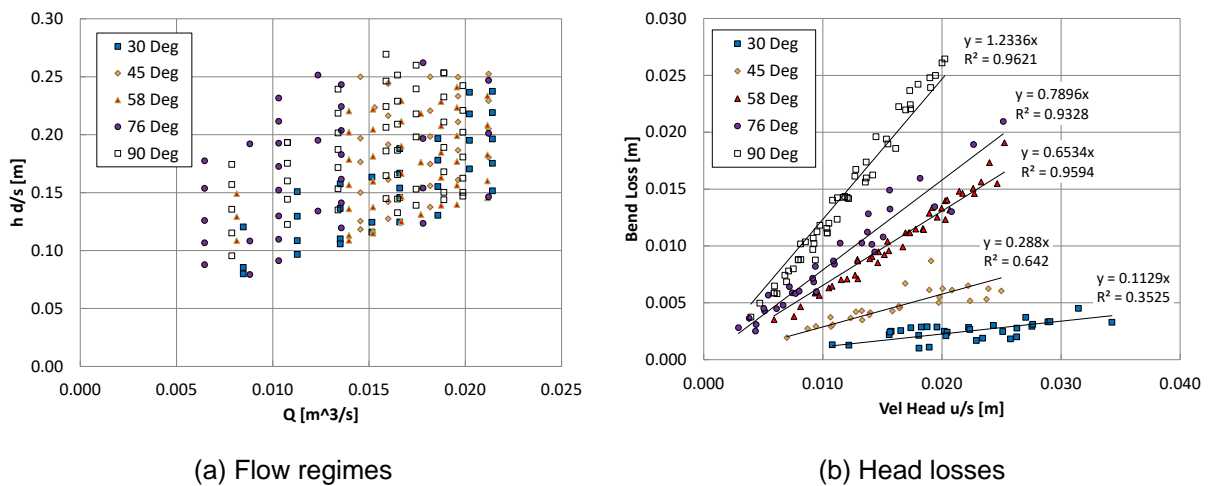 0.30
0.25
0.20
0.15
0.10
0.05
0.00
h d/s [m]
30 Deg
45 Deg
58 Deg
76 Deg
90 Deg
0.000 0.005 0.010 0.015 0.020 0.025
Q [m^3/s]
(a) Flow regimes
0.030
0.025
0.020
0.015
0.010
0.005
0.000
Bend Loss [m]
30 Deg
45 Deg
58 Deg
76 Deg
90 Deg
y = 1.2336x
R² = 0.9621
y = 0.7896x
R² = 0.9328
y = 0.6534x
R² = 0.9594
y = 0.288x
R² = 0.642
y = 0.1129x
R² = 0.3525
0.000 0.010 0.020 0.030 0.040
Vel Head u/s [m]
(b) Head losses